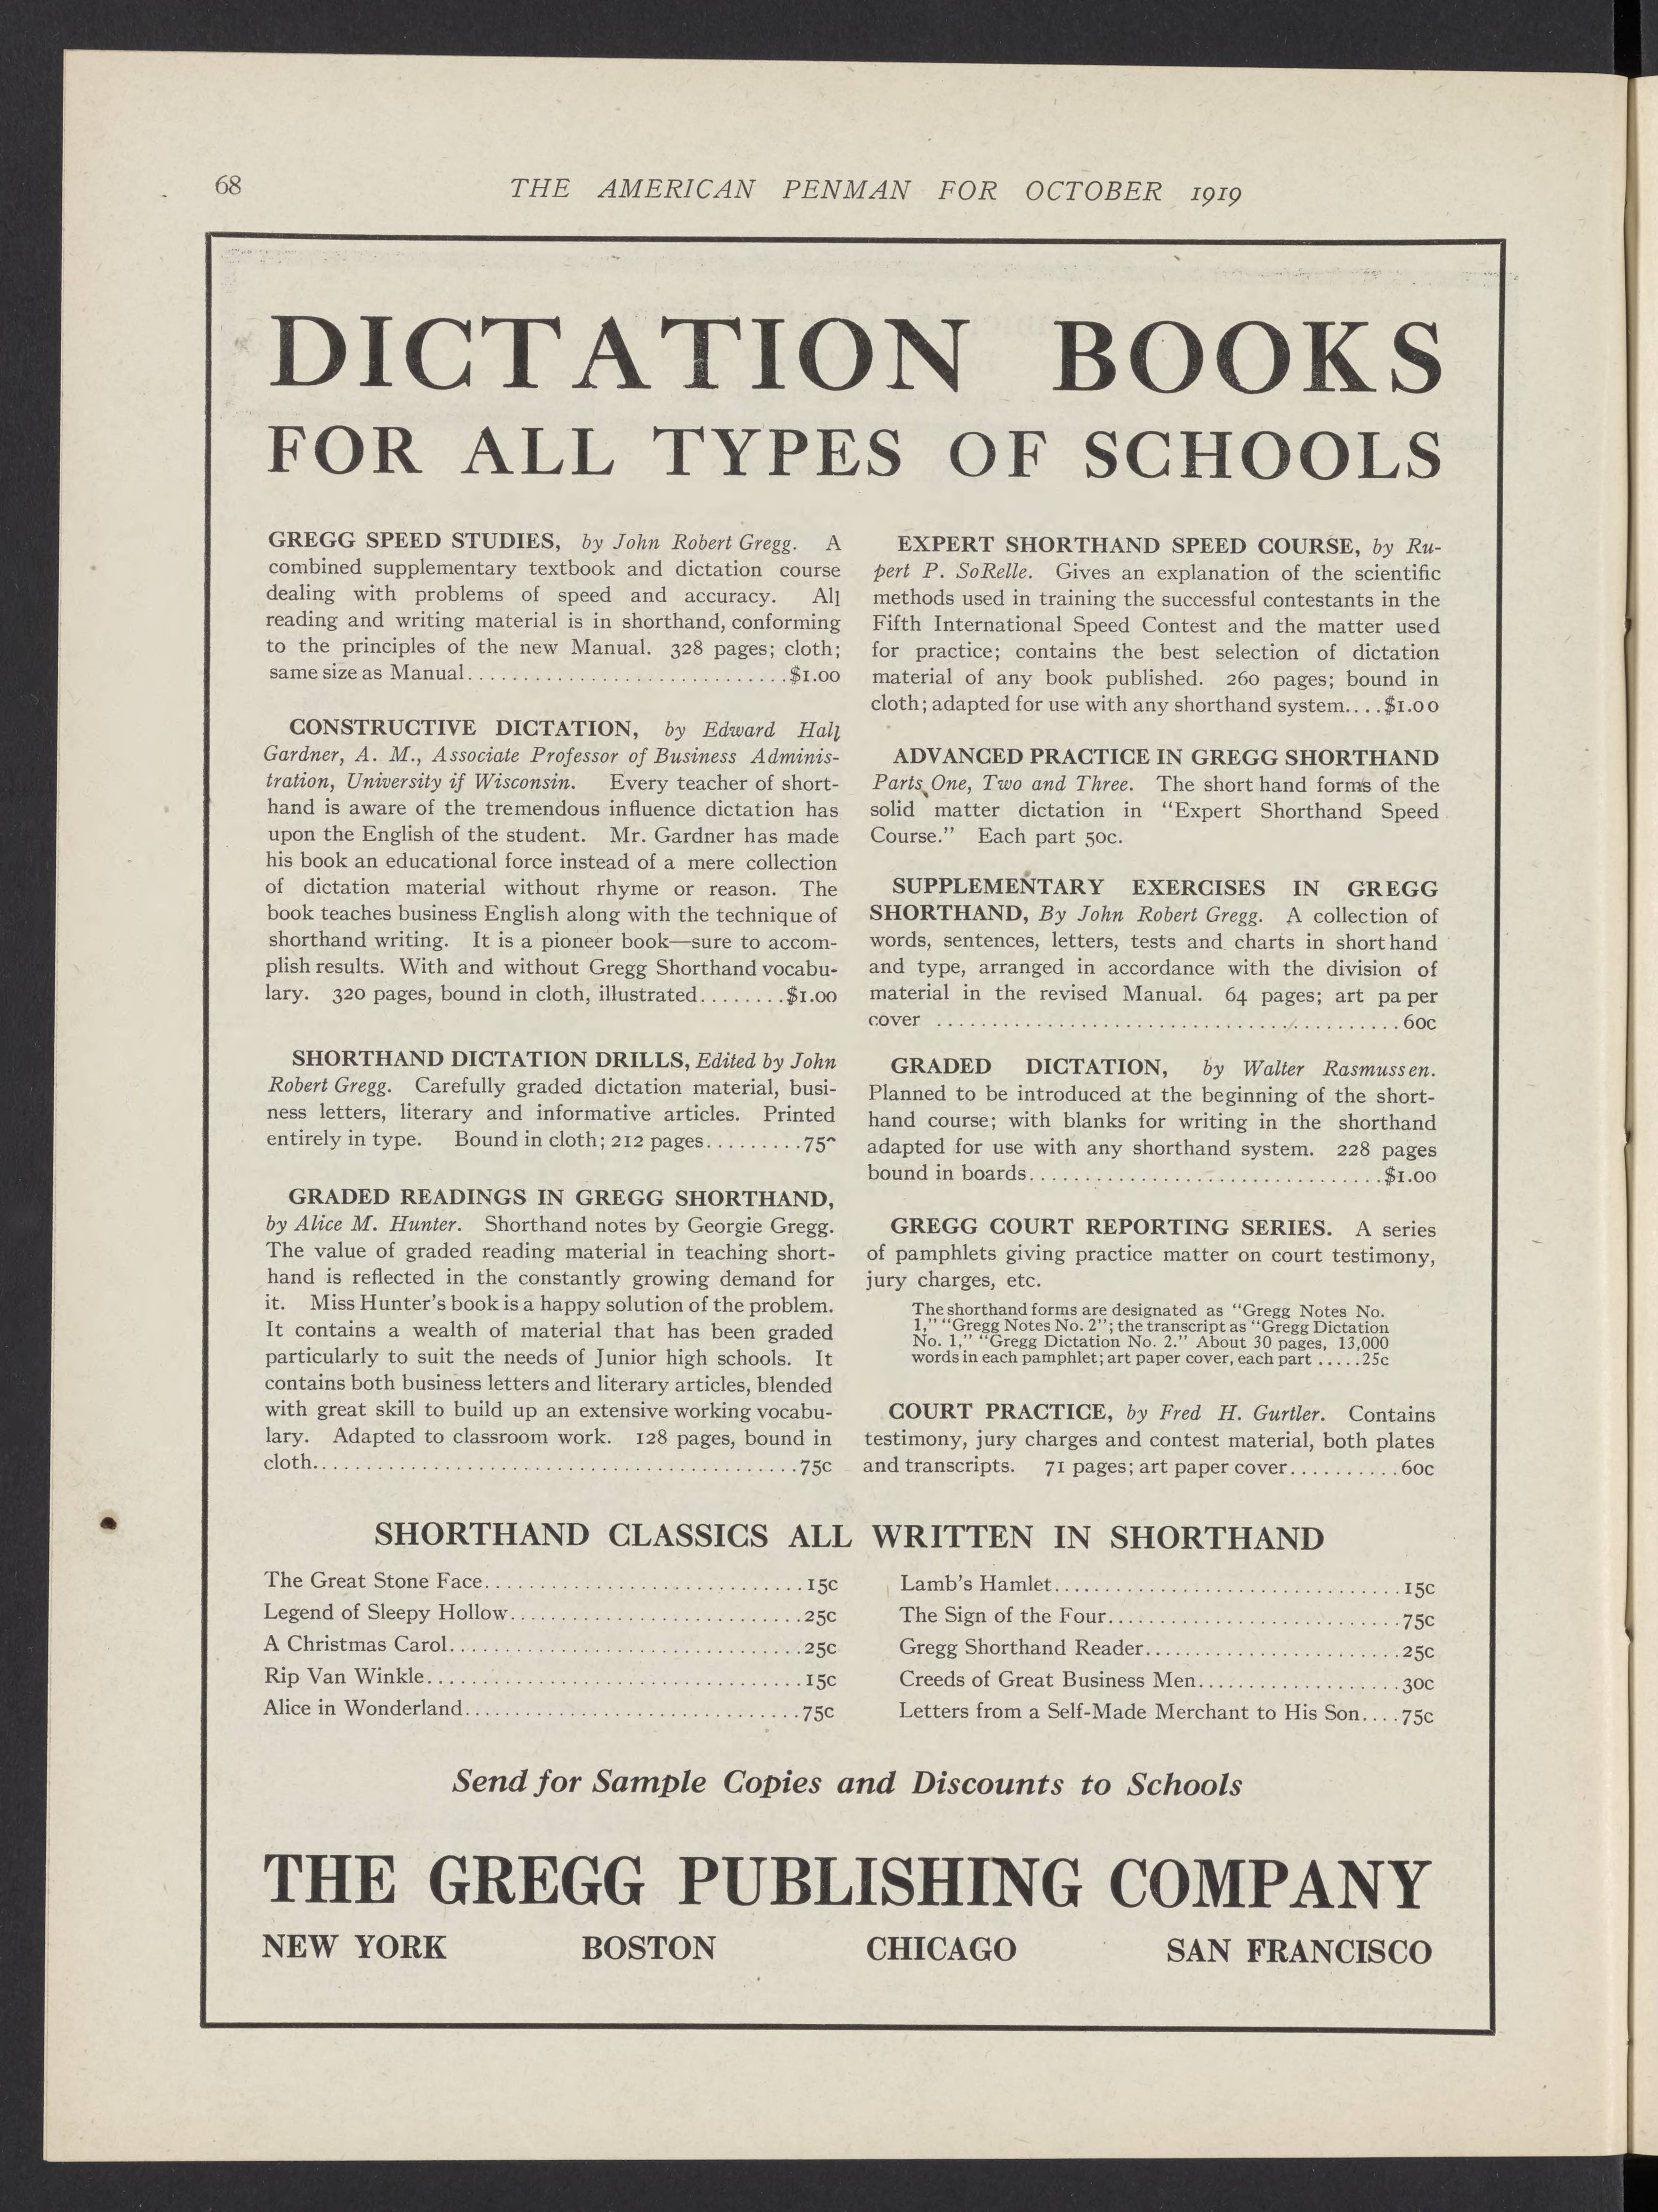 68
THE AMERICAN PENMAN FOR OCTOBER 1919
DICTATION BOOKS
FOR ALL TYPES OF SCHOOLS
GREGG SPEED STUDIES, by John Robert Gregg. A
combined supplementary textbook and dictation course
dealing with problems of speed and accuracy. All
reading and writing material is in shorthand, conforming
to the principles of the new Manual. 328 pages; cloth;
same size as Manual............................$1.00
CONSTRUCTIVE DICTATION, by Edward Hall
Gardner, A. M., Associate Professor of Business Adminis-
tration, University if Wisconsin. Every teacher of short-
hand is aware of the tremendous influence dictation has
upon the English of the student. Mr. Gardner has made
his book an educational force instead of a mere collection
of dictation material without rhyme or reason. The
book teaches business English along with the technique of
shorthand writing. It is a pioneer book—sure to accom-
plish results. With and without Gregg Shorthand vocabu-
lary. 320 pages, bound in cloth, illustrated........$1.00
SHORTHAND DICTATION DRILLS, Edited by John
Robert Gregg. Carefully graded dictation material, busi-
ness letters, literary and informative articles. Printed
entirely in type. Bound in cloth; 212 pages.........75c
GRADED READINGS IN GREGG SHORTHAND,
by Alice M. Hunter. Shorthand notes by Georgie Gregg.
The value of graded reading material in teaching short-
hand is reflected in the constantly growing demand for
it. Miss Hunter's book is a happy solution of the problem.
It contains a wealth of material that has been graded
particularly to suit the needs of Junior high schools. It
contains both business letters and literary articles, blended
with great skill to build up an extensive working vocabu-
lary. Adapted to classroom work. 128 pages, bound in
cloth...........................................75c
EXPERT SHORTHAND SPEED COURSE, by Ru-
pert P. SoRelle. Gives an explanation of the scientific
methods used in training the successful contestants in the
Fifth International Speed Contest and the matter used
for practice; contains the best selection of dictation
material of any book published. 260 pages; bound in
cloth; adapted for use with any shorthand system....$1.00
ADVANCED PRACTICE IN GREGG SHORTHAND
Parts One, Two and Three. The short hand forms of the
solid matter dictation in "Expert Shorthand Speed
Course." Each part 50c.
SUPPLEMENTARY EXERCISES IN GREGG
SHORTHAND, By John Robert Gregg. A collection of
words, sentences, letters, tests and charts in short hand
and type, arranged in accordance with the division of
material in the revised Manual. 64 pages; art pa per
cover .........................................60c
GRADED DICTATION, by Walter Rasmussen.
Planned to be introduced at the beginning of the short-
hand course; with blanks for writing in the shorthand
adapted for use with any shorthand system. 228 pages
bound in boards...............................$1.00
GREGG COURT REPORTING SERIES. A series
of pamphlets giving practice matter on court testimony,
jury charges, etc.
The shorthand forms are designated as "Gregg Notes No.
1," "Gregg Notes No. 2"; the transcript as "Gregg Dictation
No. 1," "Gregg Dictation No. 2." About 30 pages, 13,000
words in each pamphlet; art paper cover, each part .....25c
COURT PRACTICE, by Fred H. Gurtler. Contains
testimony, jury charges and contest material, both plates
and transcripts. 71 pages; art paper cover..........60c
SHORTHAND CLASSICS ALL WRITTEN IN SHORTHAND
The Great Stone Face............................15c
Legend of Sleepy Hollow.........................25c
A Christmas Carol...............................25c
Rip Van Winkle.................................15c
Alice in Wonderland.............................75c
Lamb's Hamlet..............................15c
The Sign of the Four.........................75c
Gregg Shorthand Reader......................25c
Creeds of Great Business Men.................30c
Letters from a Self-Made Merchant to His Son....75c
Send for Sample Copies and Discounts to Schools
THE GREGG PUBLISHING COMPANY
NEW YORK BOSTON CHICAGO SAN FRANCISCO